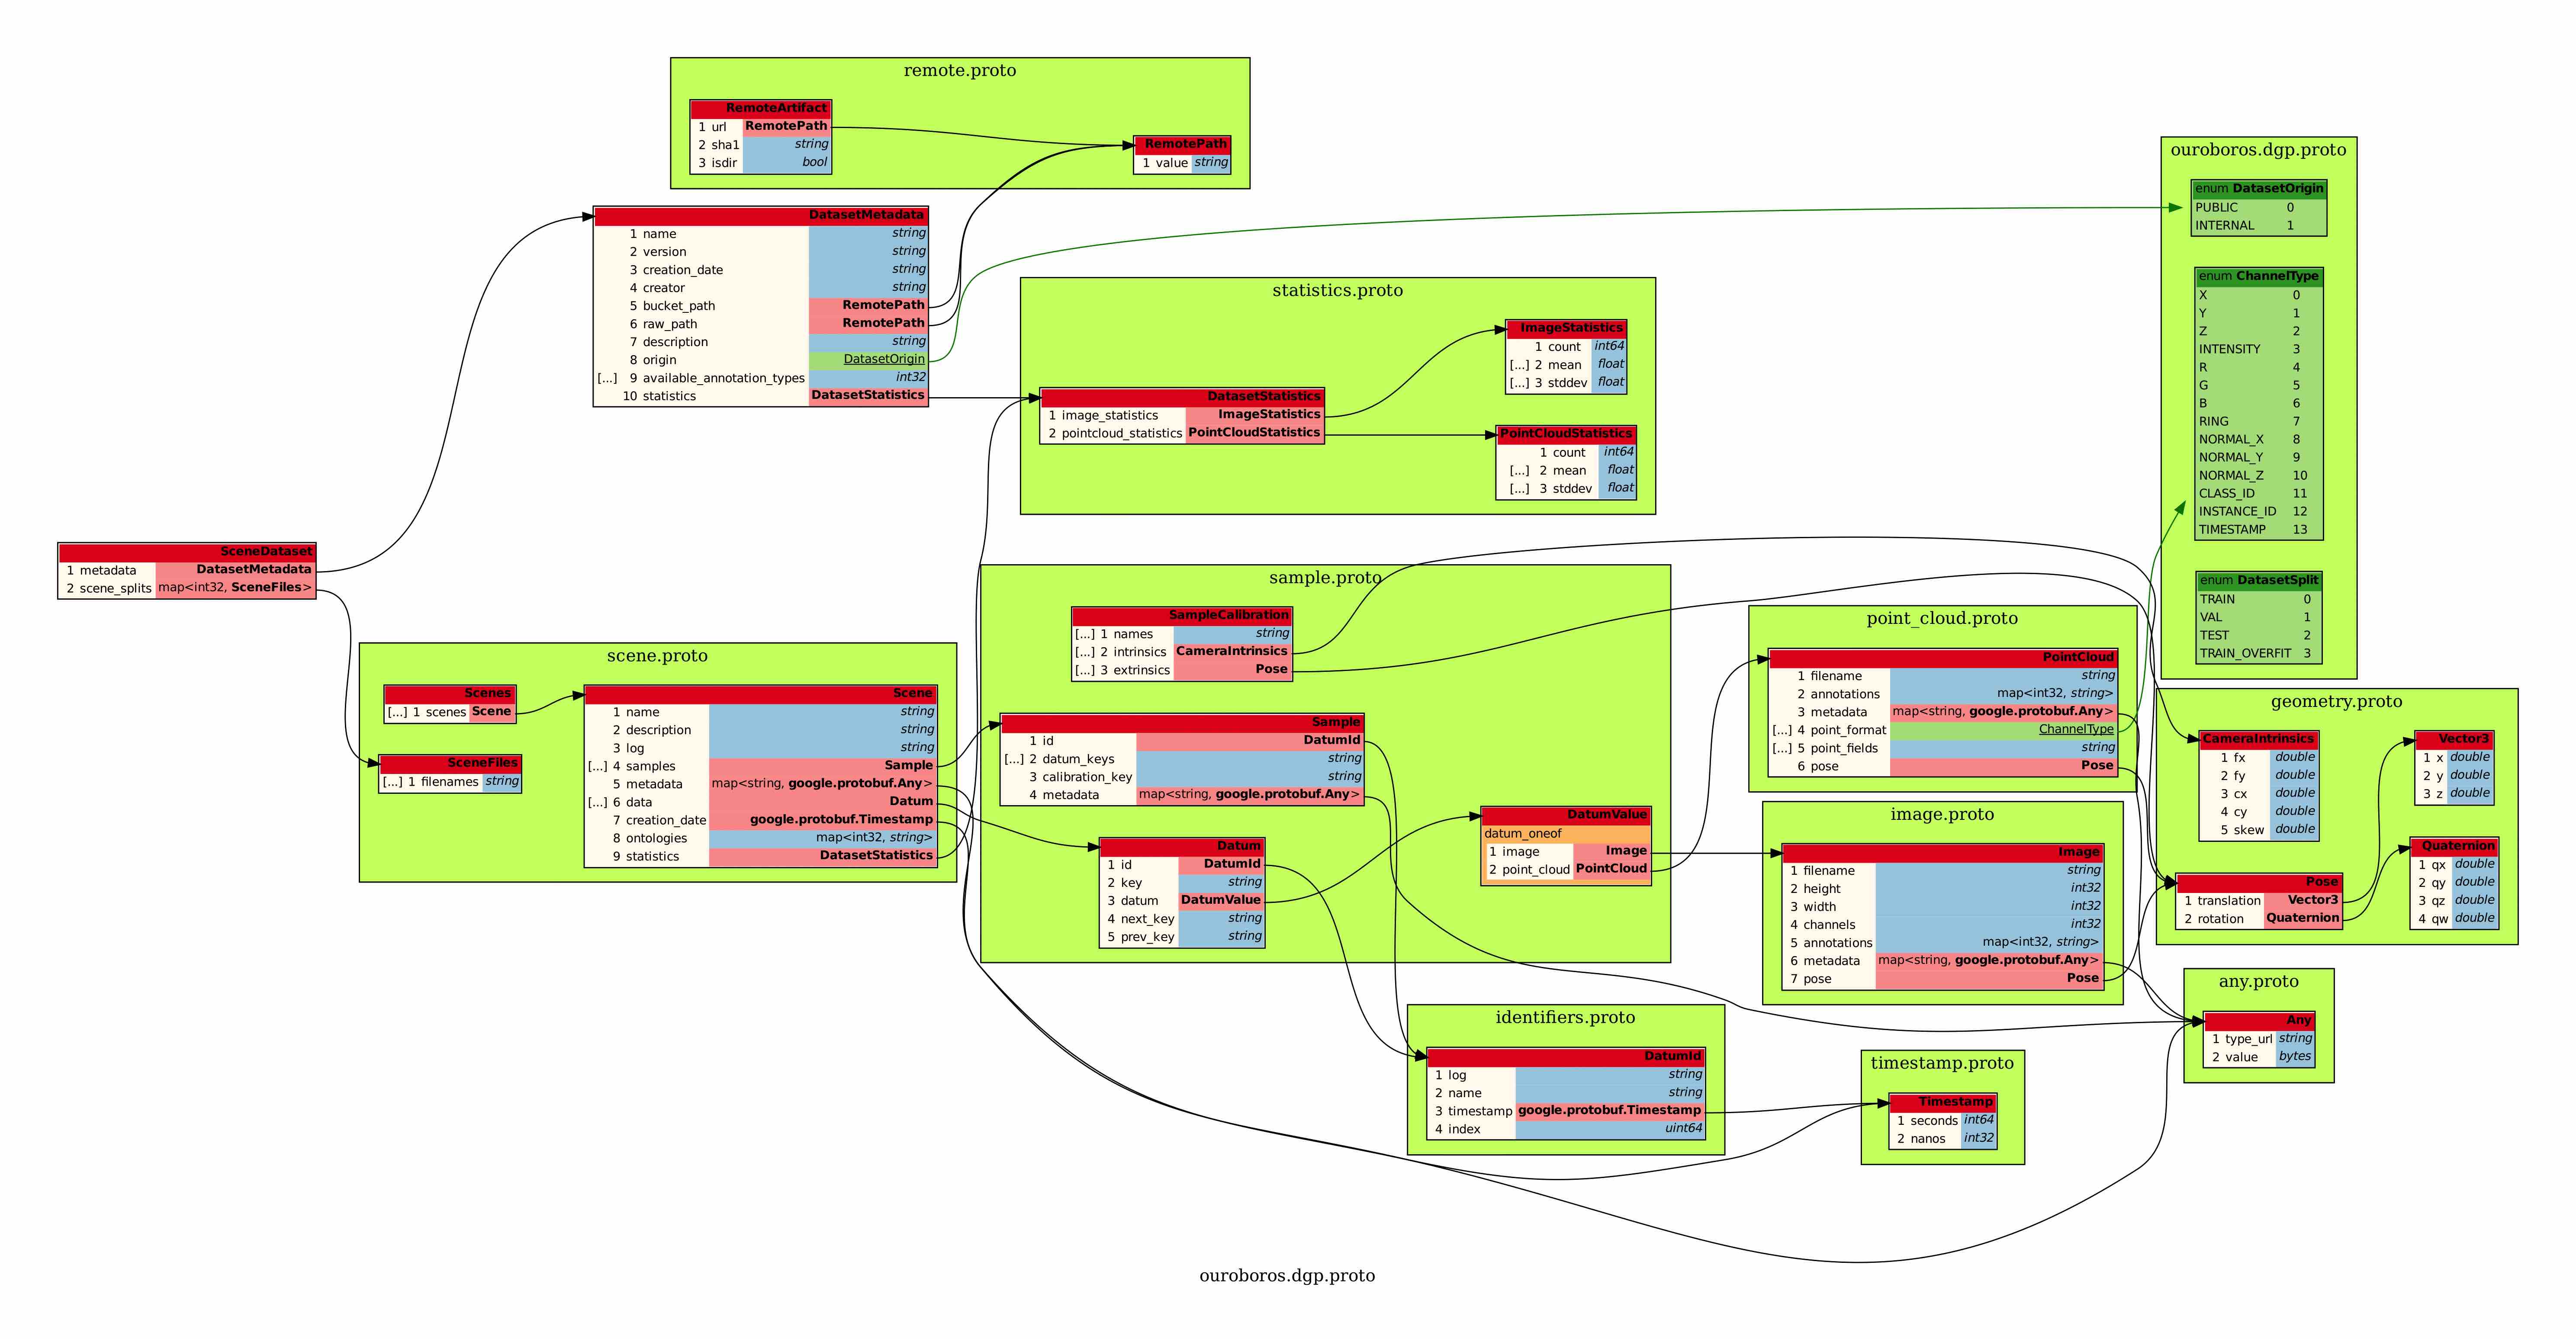 remote.proto
RemoteArtifact
1 url RemotePath
2 sha1 string
3 isdir bool
RemotePath
1 value string
DatasetMetadata
1 name string
2 version string
3 creation_date string
4 creator string
5 bucket_path RemotePath
6 raw_path RemotePath
7 description string
8 origin DatasetOrigin
[...] 9 available_annotation_types int32
10 statistics DatasetStatistics
ouroboros.dgp.proto
enum DatasetOrigin
PUBLIC 0
INTERNAL 1
enum ChannelType
X 0
Y 1
Z 2
INTENSITY 3
R 4
G 5
B 6
RING 7
NORMAL_X 8
NORMAL_Y 9
NORMAL_Z 10
CLASS_ID 11
INSTANCE_ID 12
TIMESTAMP 13
enum DatasetSplit
TRAIN 0
VAL 1
TEST 2
TRAIN_OVERFIT 3
statistics.proto
DatasetStatistics
1 image_statistics ImageStatistics
2 pointcloud_statistics PointCloudStatistics
ImageStatistics
1 count int64
[...] 2 mean float
[...] 3 stddev float
PointCloudStatistics
1 count int64
[...] 2 mean float
[...] 3 stddev float
SceneDataset
1 metadata DatasetMetadata
2 scene_splits map<int32, SceneFiles>
scene.proto
Scenes
[...] 1 scenes Scene
SceneFiles
[...] 1 filenames string
Scene
1 name string
2 description string
3 log string
[...] 4 samples Sample
5 metadata map<string, google.protobuf.Any>
[...] 6 data Datum
7 creation_date google.protobuf.Timestamp
8 ontologies map<int32, string>
9 statistics DatasetStatistics
sample.proto
SampleCalibration
[...] 1 names string
[...] 2 intrinsics CameraIntrinsics
[...] 3 extrinsics Pose
Sample
1 id DatumId
[...] 2 datum_keys string
3 calibration_key string
4 metadata map<string, google.protobuf.Any>
Datum
1 id DatumId
2 key string
3 datum DatumValue
4 next_key string
5 prev_key string
DatumValue
datum_oneof
1 image Image
2 point_cloud PointCloud
point_cloud.proto
PointCloud
1 filename string
2 annotations map<int32, string>
3 metadata map<string, google.protobuf.Any>
[...] 4 point_format ChannelType
[...] 5 point_fields string
6 pose Pose
image.proto
Image
1 filename string
2 height int32
3 width int32
4 channels int32
5 annotations map<int32, string>
6 metadata map<string, google.protobuf.Any>
7 pose Pose
geometry.proto
CameraIntrinsics
1 fx double
2 fy double
3 cx double
4 cy double
5 skew double
Vector3
1 x double
2 y double
3 z double
Pose
1 translation Vector3
2 rotation Quaternion
Quaternion
1 qx double
2 qy double
3 qz double
4 qw double
any.proto
Any
1 type_url string
2 value bytes
identifiers.proto
DatumId
1 log string
2 name string
3 timestamp google.protobuf.Timestamp
4 index uint64
timestamp.proto
Timestamp
1 seconds int64
2 nanos int32
ouroboros.dgp.proto